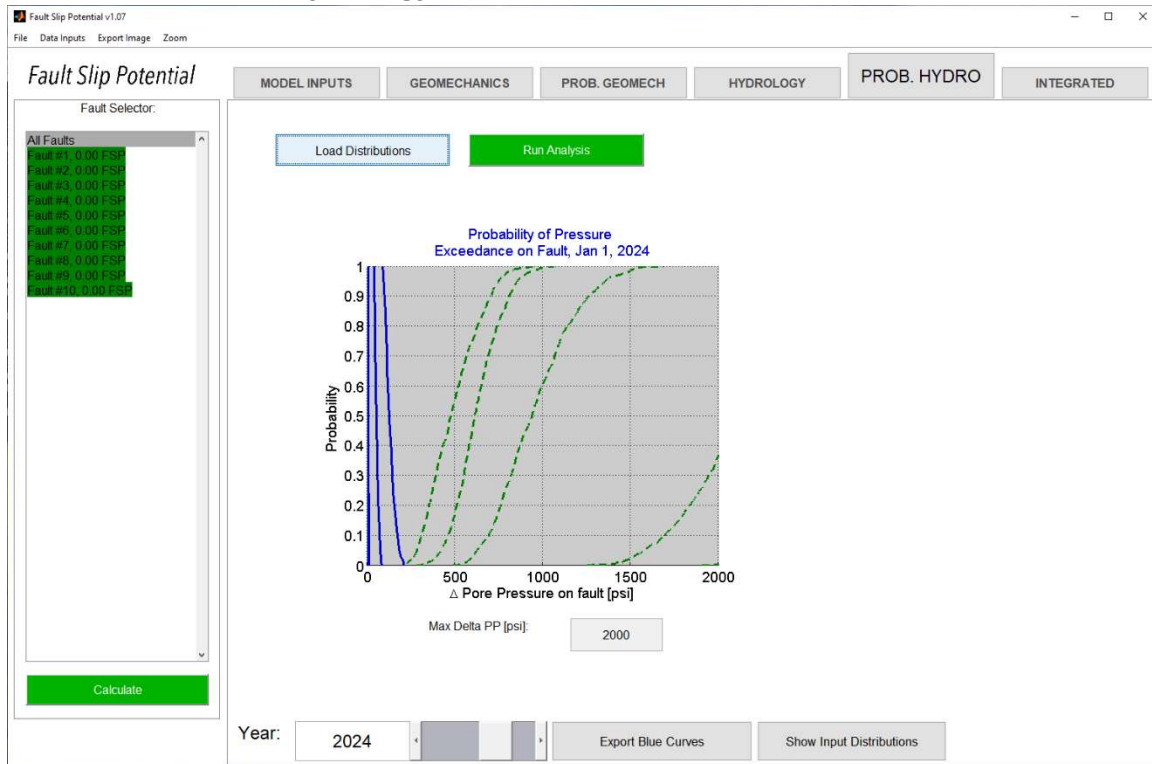 Fault Slip Potential v1.07
File Data Inputs Export Image Zoom
Fault Slip Potential
MODEL INPUTS
GEOMECHANICS
PROB. GEOMECH
HYDROLOGY
PROB. HYDRO
INTEGRATED
Fault Selector:
All Faults
Fault #1, 0.00 FSP
Fault #2, 0.00 FSP
Fault #3, 0.00 FSP
Fault #4, 0.00 FSP
Fault #5, 0.00 FSP
Fault #6, 0.00 FSP
Fault #7, 0.00 FSP
Fault #8, 0.00 FSP
Fault #9, 0.00 FSP
Fault #10, 0.00 FSP
Calculate
Load Distributions
Run Analysis
Probability of Pressure
Exceedance on Fault, Jan 1, 2024
1
0.9
0.8
0.7
0.6
0.5
0.4
0.3
0.2
0.1
0
Probability
0 500 1000 1500 2000
Δ Pore Pressure on fault [psi]
Max Delta PP [psi]:
2000
Year:
2024
Export Blue Curves
Show Input Distributions